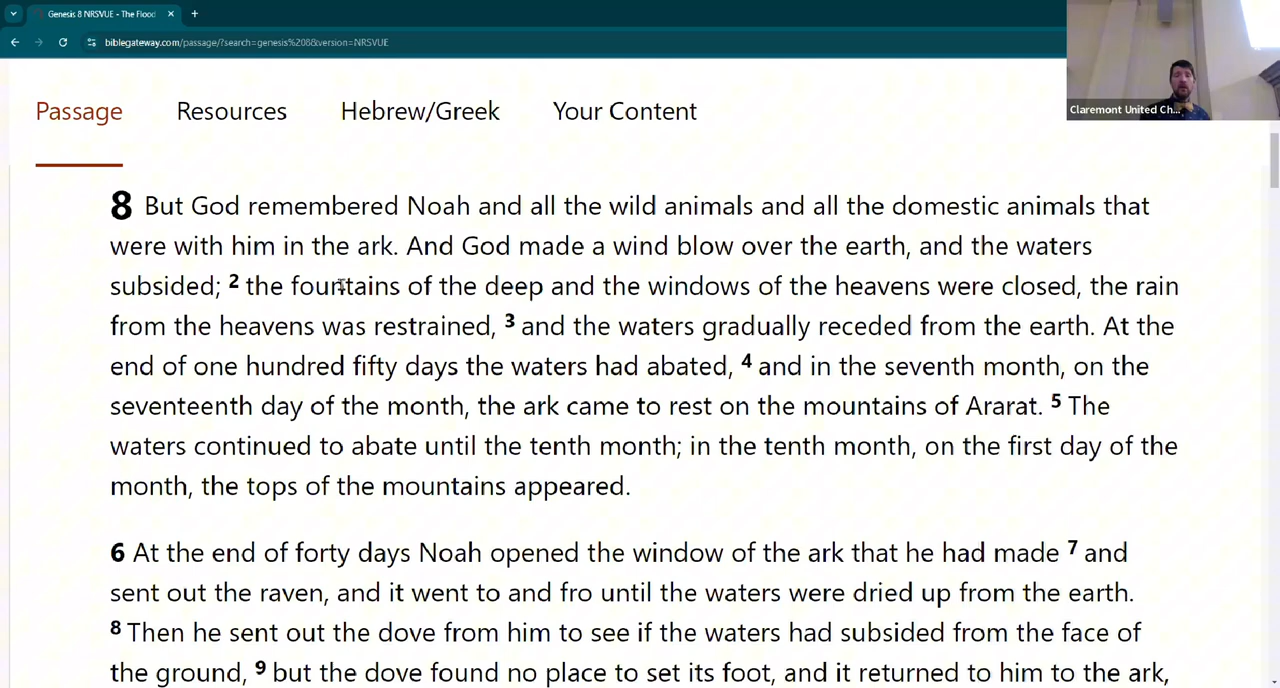 Genesis 8 NRSVUE - The Flood
biblegateway.com/passage/?search=genesis%208&version=NRSVUE
Claremont United Ch...
Passage Resources Hebrew/Greek Your Content
8 But God remembered Noah and all the wild animals and all the domestic animals that
were with him in the ark. And God made a wind blow over the earth, and the waters
subsided; 2 the fountains of the deep and the windows of the heavens were closed, the rain
from the heavens was restrained, 3 and the waters gradually receded from the earth. At the
end of one hundred fifty days the waters had abated, 4 and in the seventh month, on the
seventeenth day of the month, the ark came to rest on the mountains of Ararat. 5 The
waters continued to abate until the tenth month; in the tenth month, on the first day of the
month, the tops of the mountains appeared.
6 At the end of forty days Noah opened the window of the ark that he had made 7 and
sent out the raven, and it went to and fro until the waters were dried up from the earth.
8 Then he sent out the dove from him to see if the waters had subsided from the face of
the ground, 9 but the dove found no place to set its foot, and it returned to him to the ark,